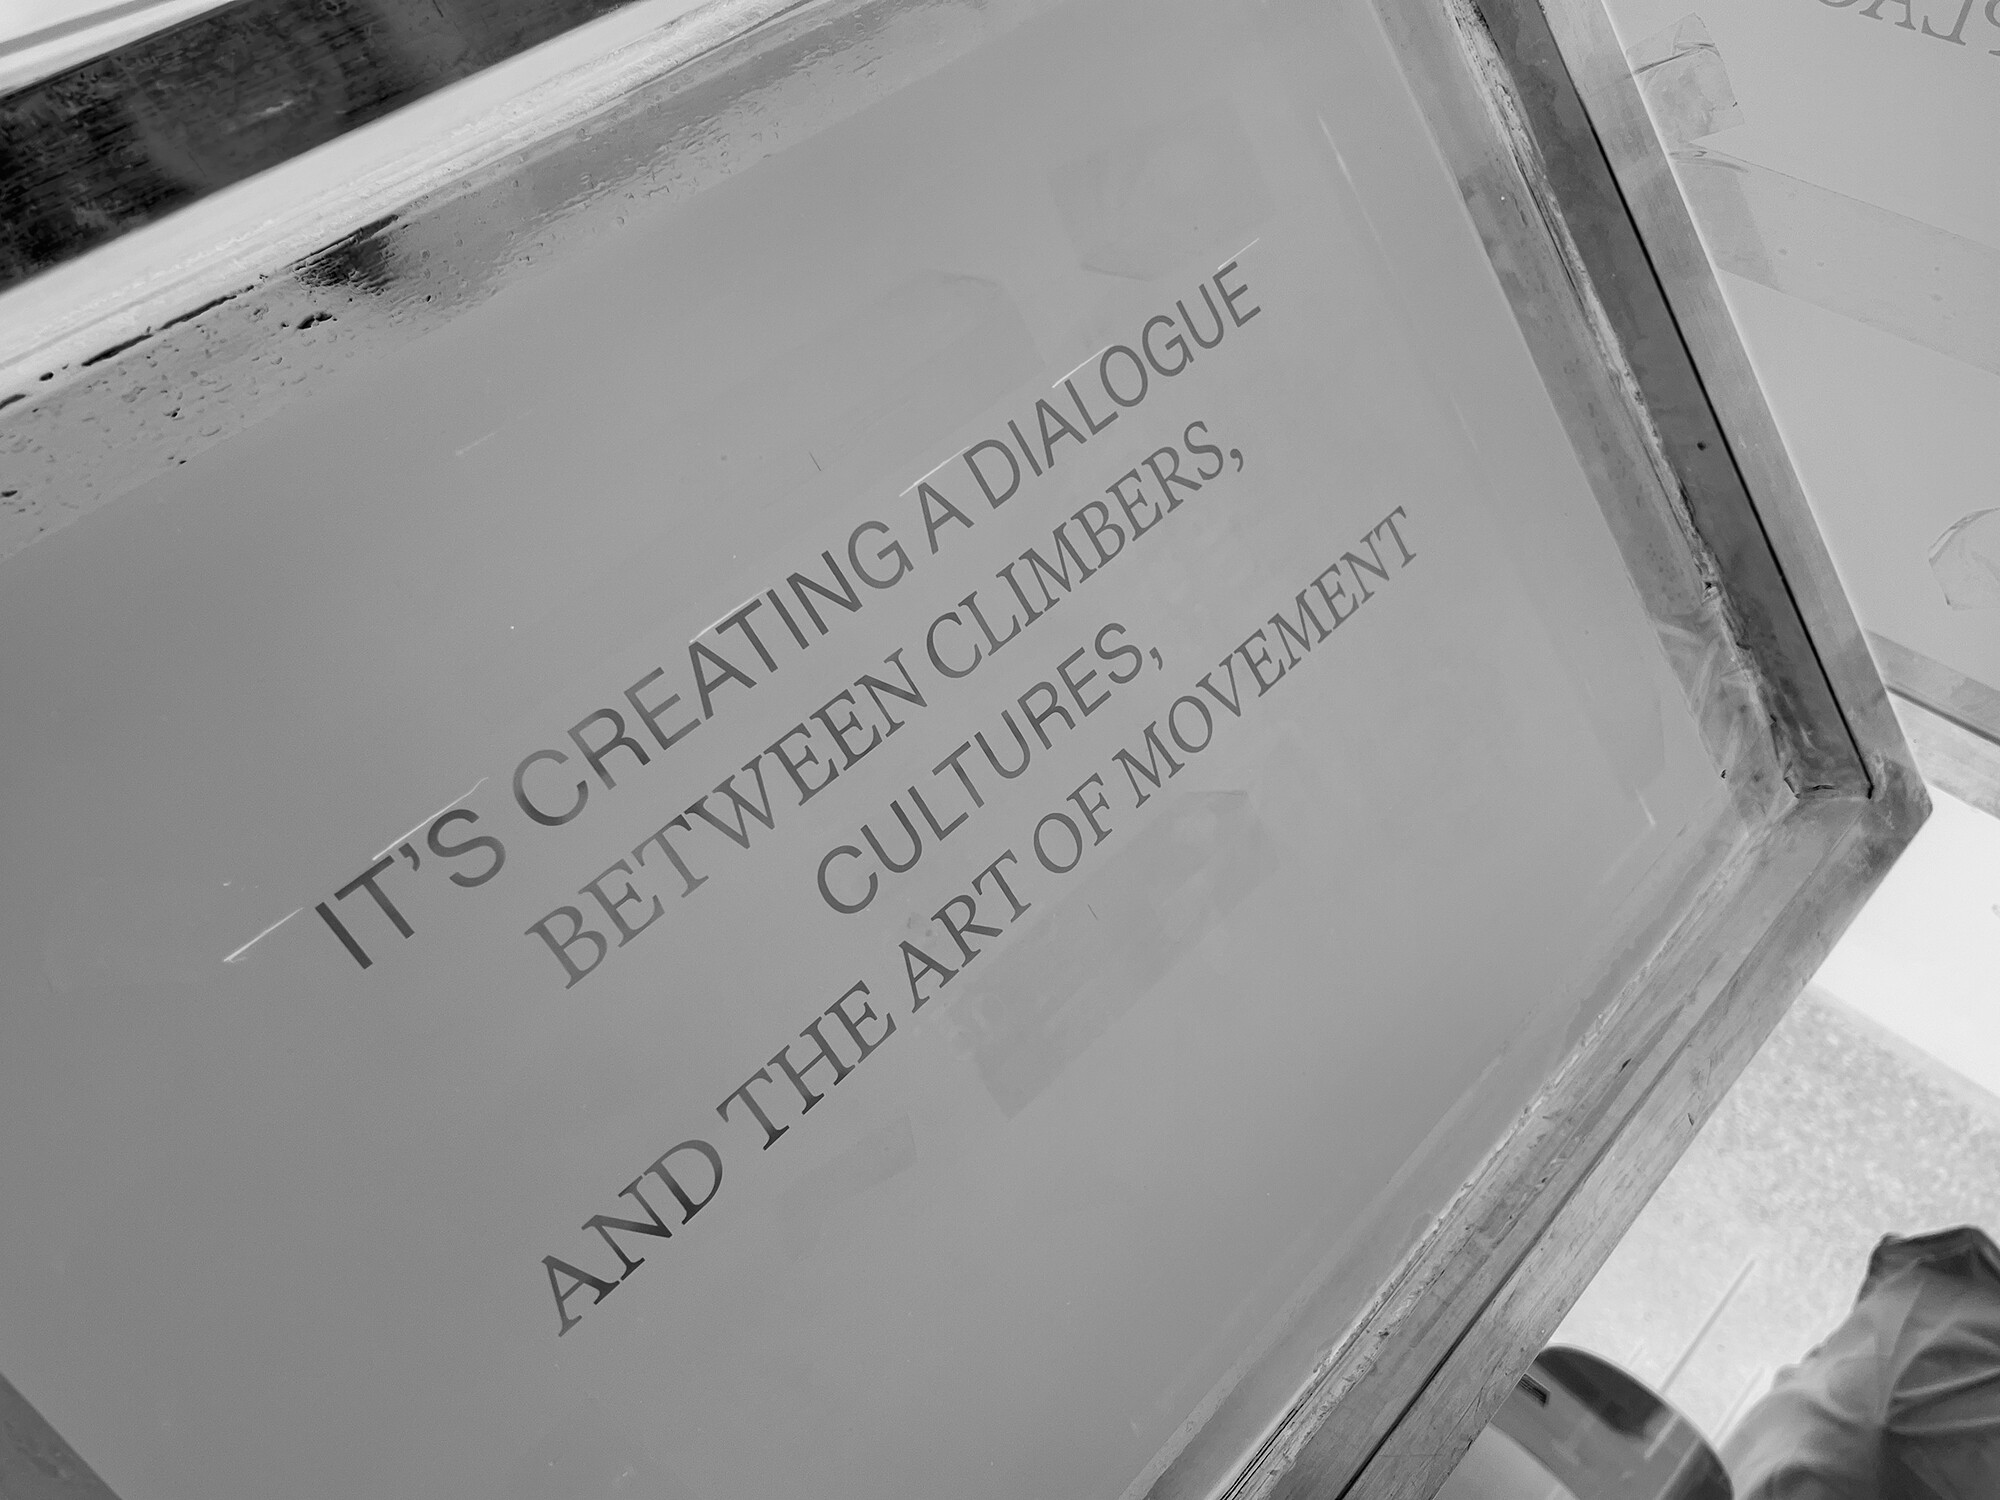 IT'S CREATING A DIALOGUE
BETWEEN CLIMBERS,
CULTURES,
AND THE ART OF MOVEMENT